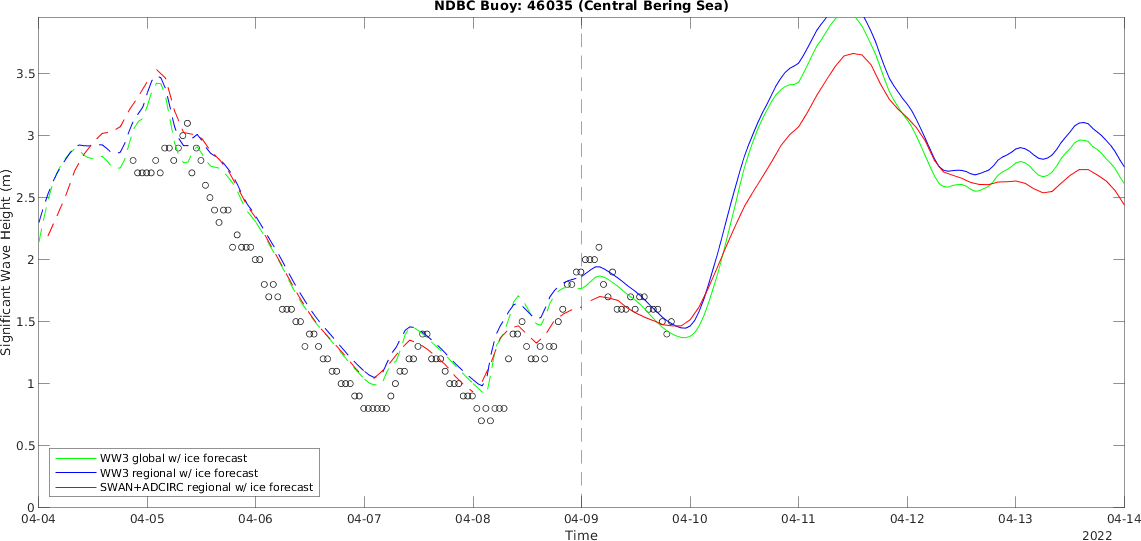 NDBC Buoy: 46035 (Central Bering Sea)
Significant Wave Height (m)
3.5
3
2.5
2
1.5
1
0.5
0
WW3 global w/ ice forecast
WW3 regional w/ ice forecast
SWAN+ADCIRC regional w/ ice forecast
04-04 04-05 04-06 04-07 04-08 04-09 04-10 04-11 04-12 04-13 04-14
Time
2022